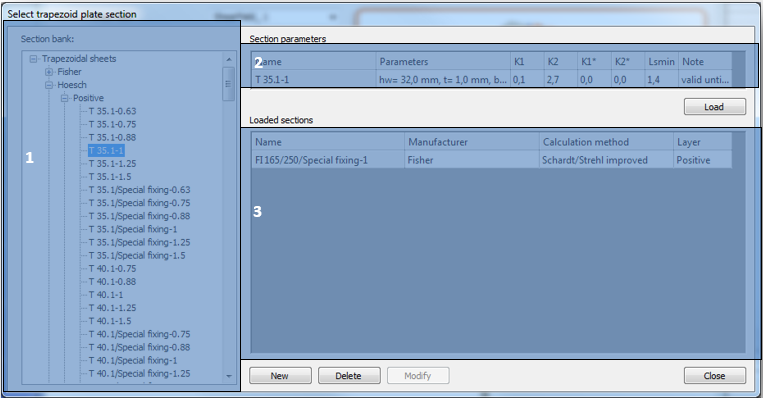 Select trapezoid plate section
Section bank:
Trapezoidal sheets
Fisher
Hoesch
Positive
T 35.1-0.63
T 35.1-0.75
T 35.1-0.88
T 35.1-1
T 35.1-1.25
T 35.1-1.5
T 35.1/Special fixing-0.63
T 35.1/Special fixing-0.75
T 35.1/Special fixing-0.88
T 35.1/Special fixing-1
T 35.1/Special fixing-1.25
T 35.1/Special fixing-1.5
T 40.1-0.75
T 40.1-0.88
T 40.1-1
T 40.1-1.25
T 40.1-1.5
T 40.1/Special fixing-0.75
T 40.1/Special fixing-0.88
T 40.1/Special fixing-1
T 40.1/Special fixing-1.25
1
Section parameters
Name Parameters K1 K2 K1* K2* Lsmin Note
2
T 35.1-1 hw= 32,0 mm, t= 1,0 mm, b... 0,1 2,7 0,0 0,0 1,4 valid unti...
Load
Loaded sections
Name Manufacturer Calculation method Layer
FI 165/250/Special fixing-1 Fisher Schardt/Strehl improved Positive
3
New Delete Modify Close